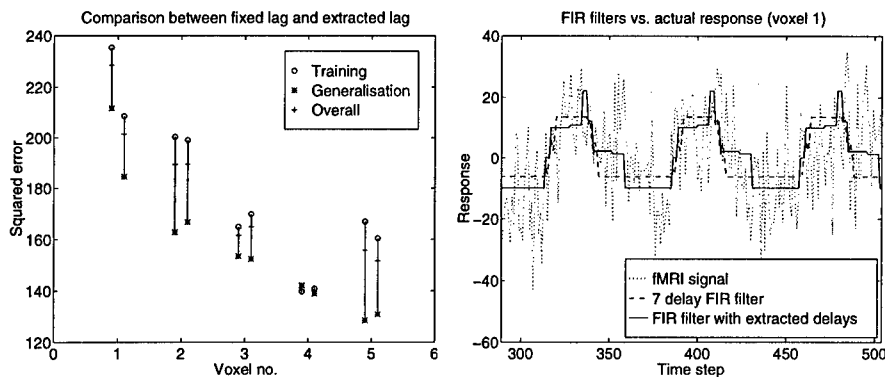 Comparison between fixed lag and extracted lag
240
220
200
180
160
140
120
Squared error
Training
Generalisation
Overall
0 1 2 3 4 5 6
Voxel no.
FIR filters vs. actual response (voxel 1)
40
20
0
−20
−40
−60
Response
fMRI signal
7 delay FIR filter
FIR filter with extracted delays
300 350 400 450 500
Time step